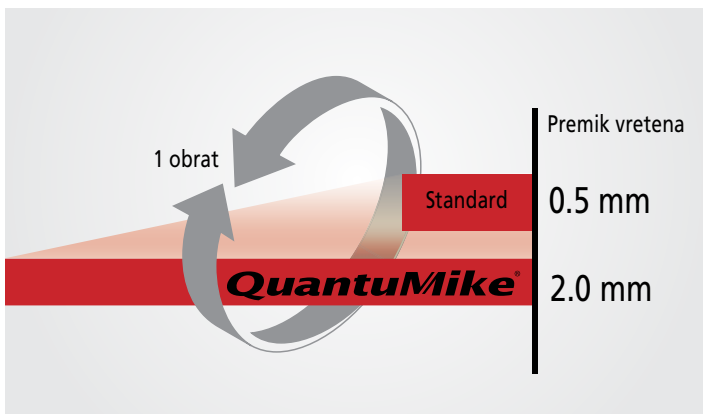 Premik vretena
1 obrat
Standard
0.5 mm
QuantuMike®
2.0 mm